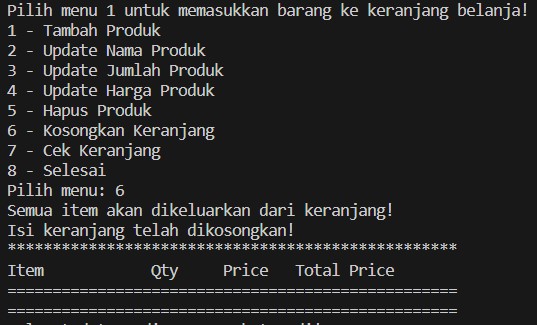 Pilih menu 1 untuk memasukkan barang ke keranjang belanja!
1 - Tambah Produk
2 - Update Nama Produk
3 - Update Jumlah Produk
4 - Update Harga Produk
5 - Hapus Produk
6 - Kosongkan Keranjang
7 - Cek Keranjang
8 - Selesai
Pilih menu: 6
Semua item akan dikeluarkan dari keranjang!
Isi keranjang telah dikosongkan!
**************************************************
Item Qty Price Total Price
==================================================
==================================================